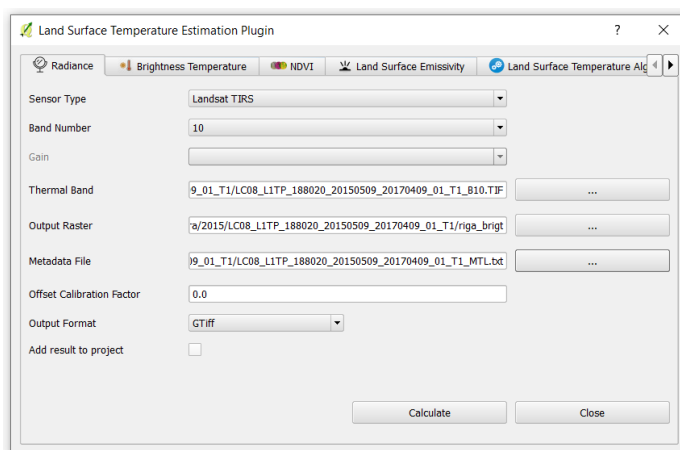 Land Surface Temperature Estimation Plugin ? X
Radiance Brightness Temperature NDVI Land Surface Emissivity Land Surface Temperature Alg
Sensor Type Landsat TIRS
Band Number 10
Gain
Thermal Band 9_01_T1/LC08_L1TP_188020_20150509_20170409_01_T1_B10.TIF ...
Output Raster a/2015/LC08_L1TP_188020_20150509_20170409_01_T1/riga_brigt ...
Metadata File 09_01_T1/LC08_L1TP_188020_20150509_20170409_01_T1_MTL.txt ...
Offset Calibration Factor 0.0
Output Format GTiff
Add result to project
Calculate Close